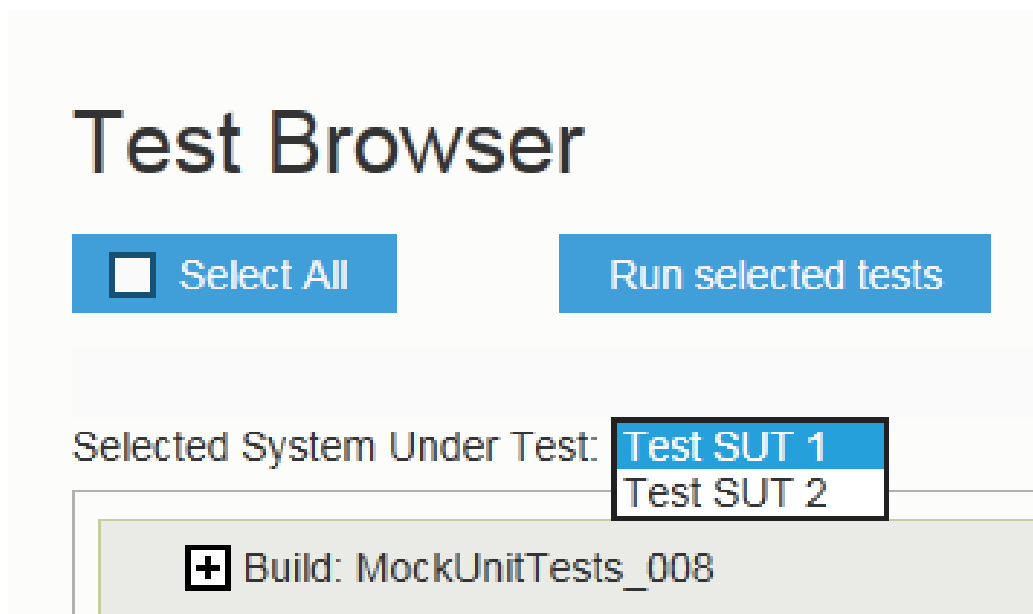 Test Browser
Select All
Run selected tests
Selected System Under Test: Test SUT 1
Test SUT 2
Build: MockUnitTests_008